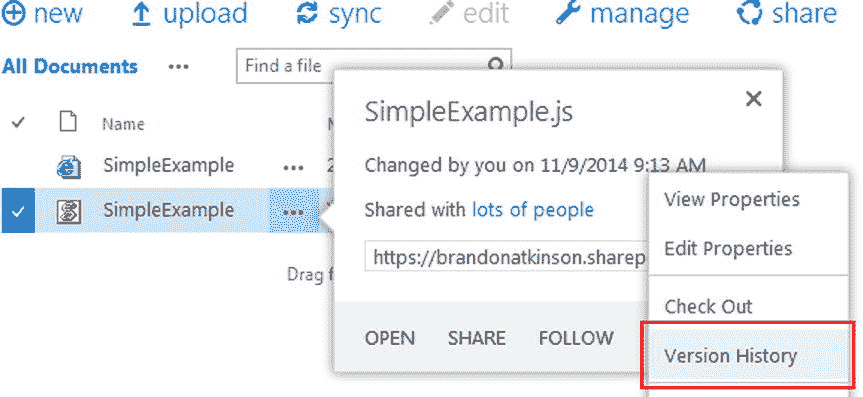 new upload sync edit manage share
All Documents ••• Find a file
SimpleExample.js
Name
Changed by you on 11/9/2014 9:13 AM
SimpleExample •••
View Properties
SimpleExample •••
Shared with lots of people
Edit Properties
https://brandonatkinson.sharep
Drag
Check Out
OPEN SHARE FOLLOW
Version History